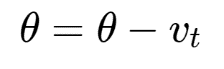 θ = θ − v_t